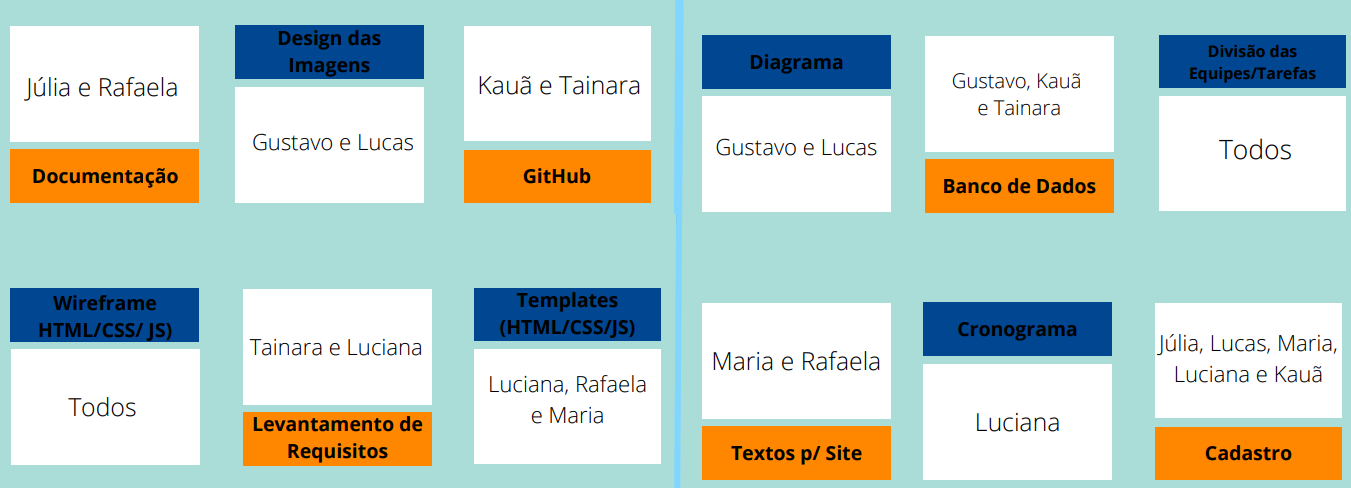 Júlia e Rafaela
Documentação
Design das
Imagens
Gustavo e Lucas
Kauã e Tainara
GitHub
Diagrama
Gustavo e Lucas
Gustavo, Kauã
e Tainara
Banco de Dados
Divisão das
Equipes/Tarefas
Todos
Wireframe
HTML/CSS/ JS)
Todos
Tainara e Luciana
Levantamento de
Requisitos
Templates
(HTML/CSS/JS)
Luciana, Rafaela
e Maria
Maria e Rafaela
Textos p/ Site
Cronograma
Luciana
Júlia, Lucas, Maria,
Luciana e Kauã
Cadastro